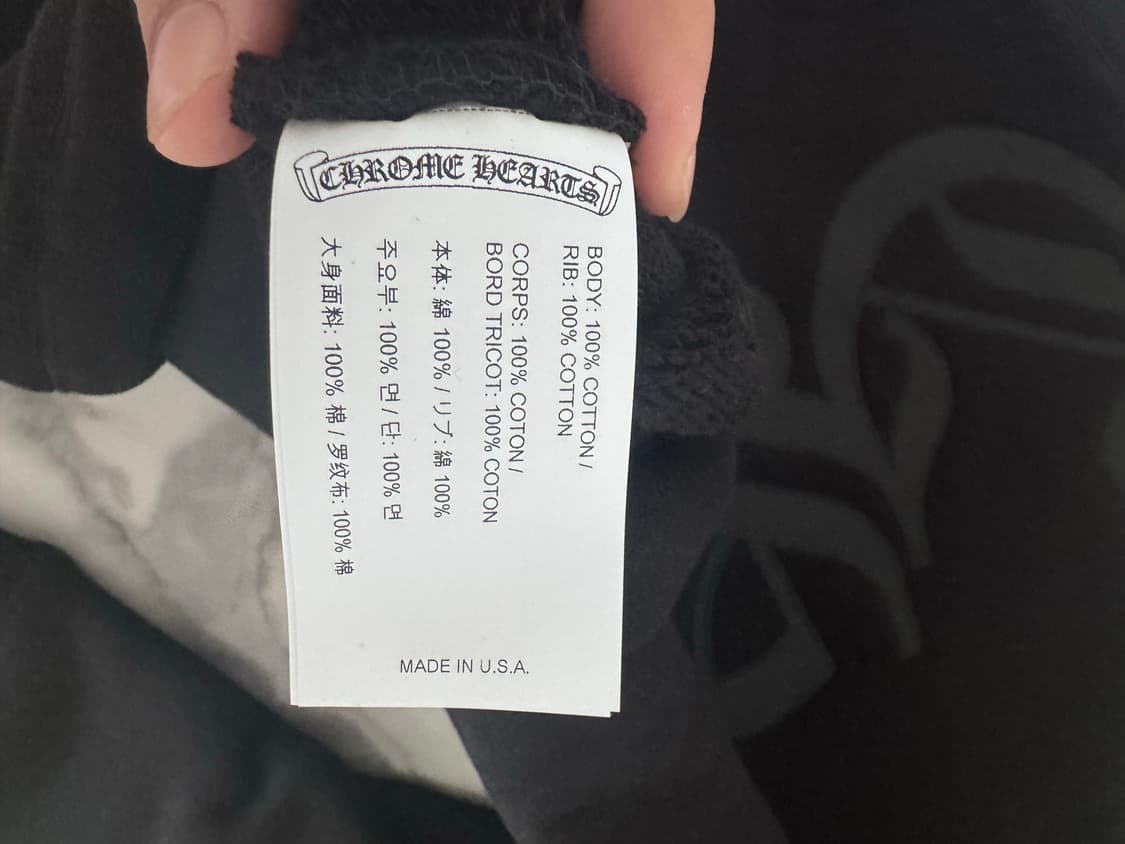 CHROME HEARTS
BODY: 100% COTTON /
RIB: 100% COTTON
CORPS: 100% COTON /
BORD TRICOT: 100% COTON
本体: 綿 100% / リブ: 綿 100%
주요부: 100% 면 / 단: 100% 면
大身面料: 100% 棉 / 罗纹布: 100% 棉
MADE IN U.S.A.